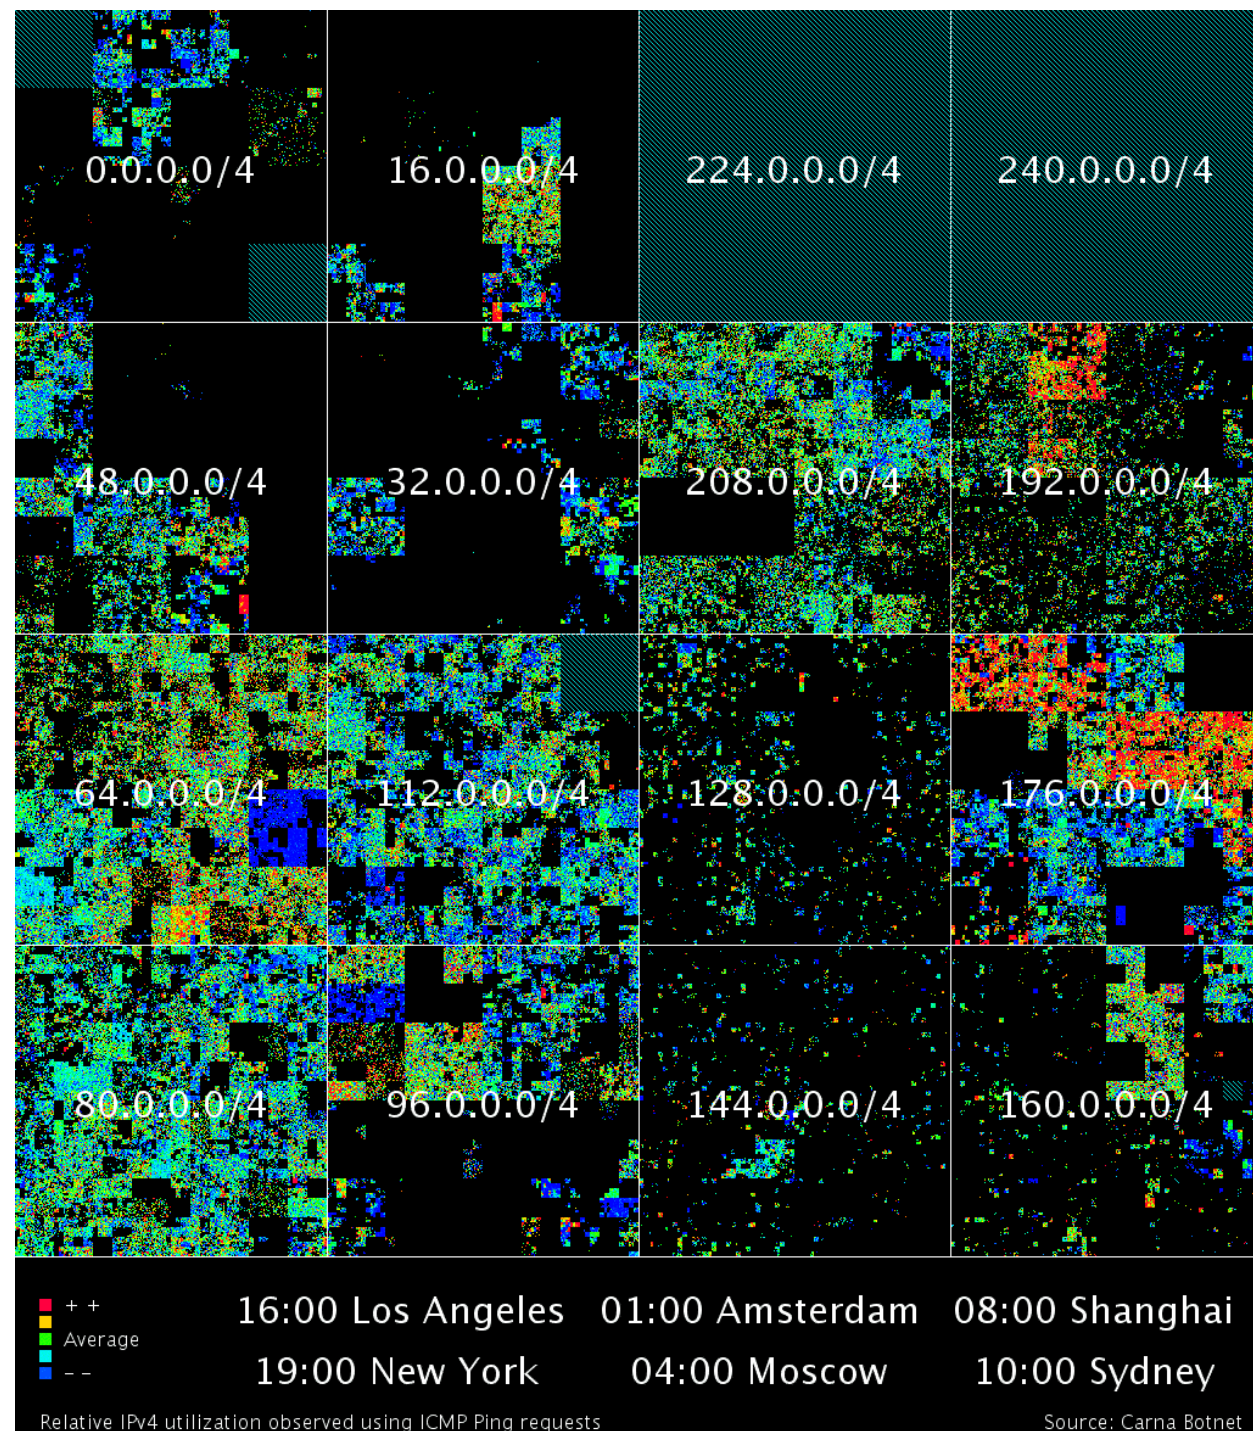 0.0.0.0/4 16.0.0.0/4 224.0.0.0/4 240.0.0.0/4
48.0.0.0/4 32.0.0.0/4 208.0.0.0/4 192.0.0.0/4
64.0.0.0/4 112.0.0.0/4 128.0.0.0/4 176.0.0.0/4
80.0.0.0/4 96.0.0.0/4 144.0.0.0/4 160.0.0.0/4
+ +
Average
- -
16:00 Los Angeles 01:00 Amsterdam 08:00 Shanghai
19:00 New York 04:00 Moscow 10:00 Sydney
Relative IPv4 utilization observed using ICMP Ping requests
Source: Carna Botnet